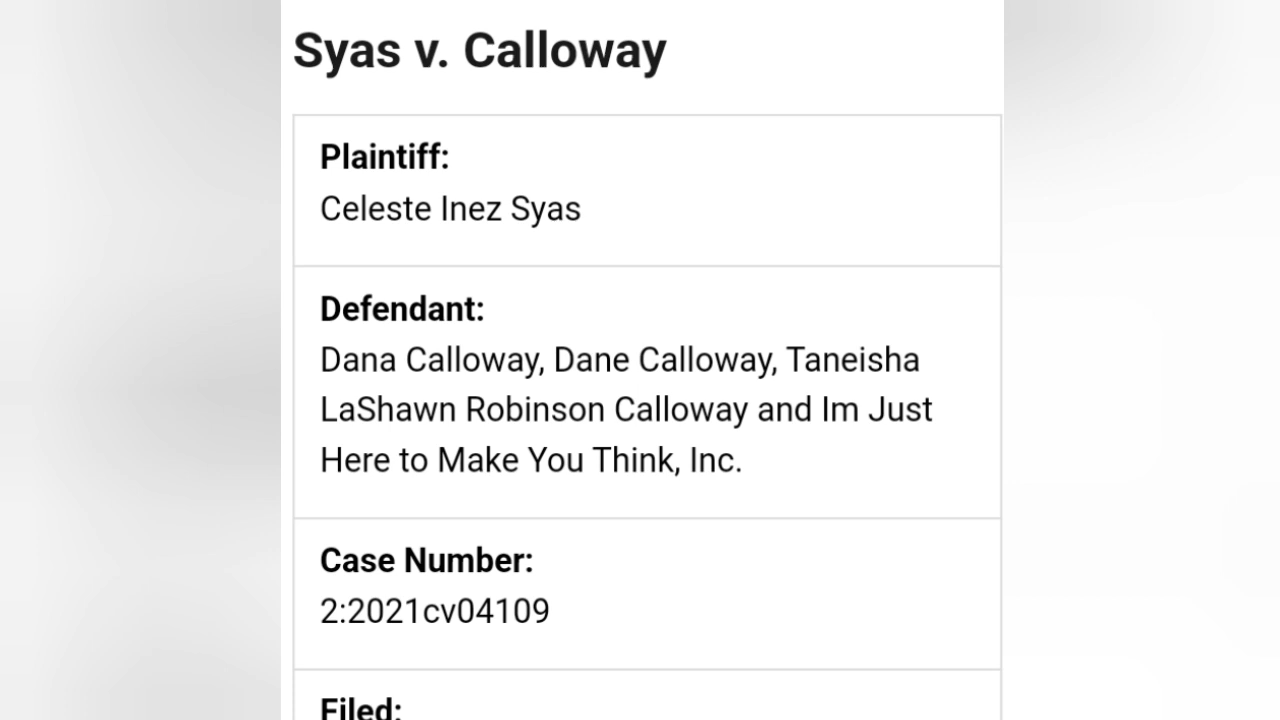 Syas v. Calloway
Plaintiff:
Celeste Inez Syas
Defendant:
Dana Calloway, Dane Calloway, Taneisha
LaShawn Robinson Calloway and Im Just
Here to Make You Think, Inc.
Case Number:
2:2021cv04109
Filed: